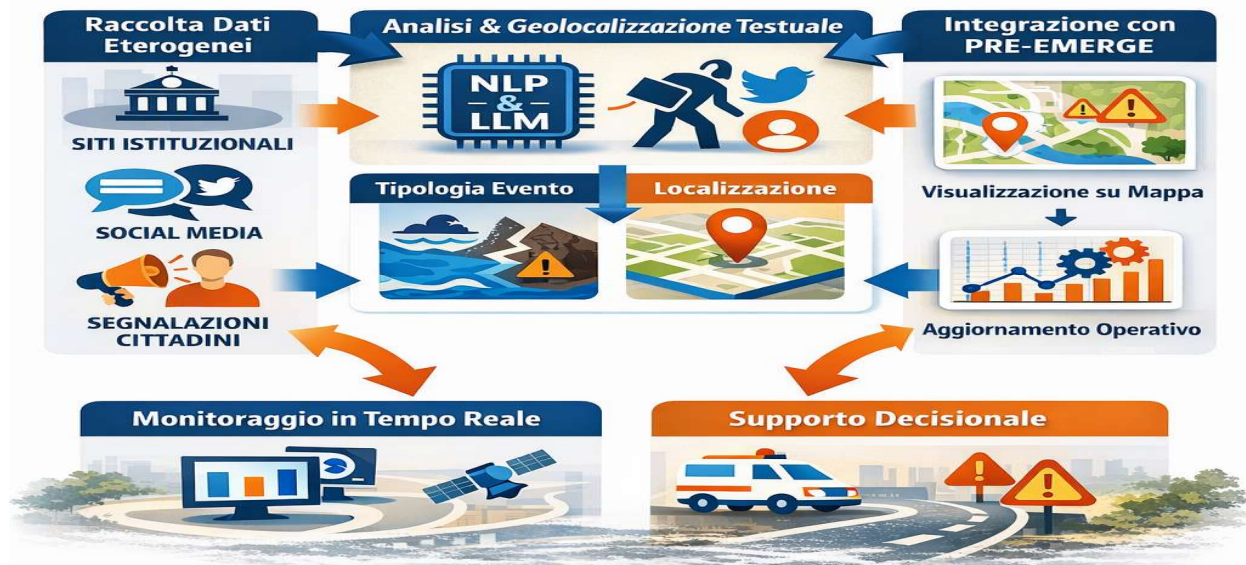 Raccolta Dati
Eterogenei
SITI ISTITUZIONALI
SOCIAL MEDIA
SEGNALAZIONI
CITTADINI
Analisi & Geolocalizzazione Testuale
NLP
&
LLM
Tipologia Evento
Localizzazione
Integrazione con
PRE-EMERGE
Visualizzazione su Mappa
Aggiornamento Operativo
Monitoraggio in Tempo Reale
Supporto Decisionale